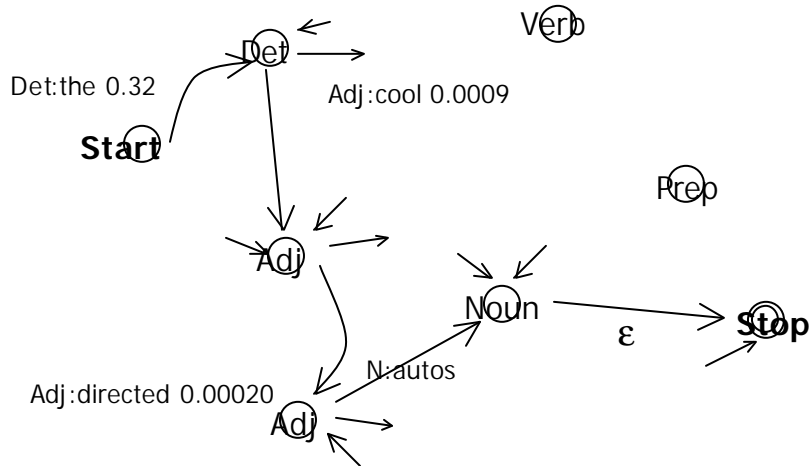 Verb
Det
Det:the 0.32
Adj:cool 0.0009
Start
Prep
Adj
Noun
Stop
ε
N:autos
Adj:directed 0.00020
Adj